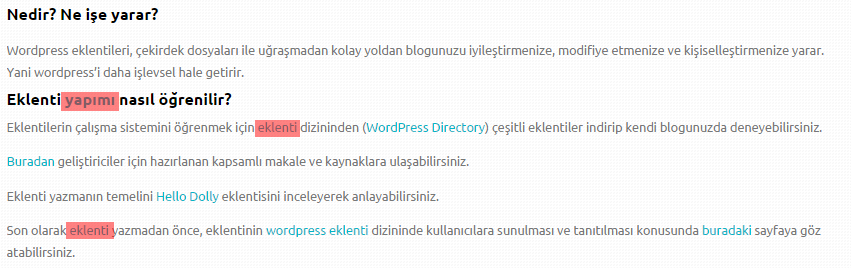 Nedir? Ne işe yarar?
Wordpress eklentileri, çekirdek dosyaları ile uğraşmadan kolay yoldan blogunuzu iyileştirmenize, modifiye etmenize ve kişiselleştirmenize yarar.
Yani wordpress'i daha işlevsel hale getirir.
Eklenti yapımı nasıl öğrenilir?
Eklentilerin çalışma sistemini öğrenmek için eklenti dizininden (WordPress Directory) çeşitli eklentiler indirip kendi blogunuzda deneyebilirsiniz.
Buradan geliştiriciler için hazırlanan kapsamlı makale ve kaynaklara ulaşabilirsiniz.
Eklenti yazmanın temelini Hello Dolly eklentisini inceleyerek anlayabilirsiniz.
Son olarak eklenti yazmadan önce, eklentinin wordpress eklenti dizininde kullanıcılara sunulması ve tanıtılması konusunda buradaki sayfaya göz
atabilirsiniz.